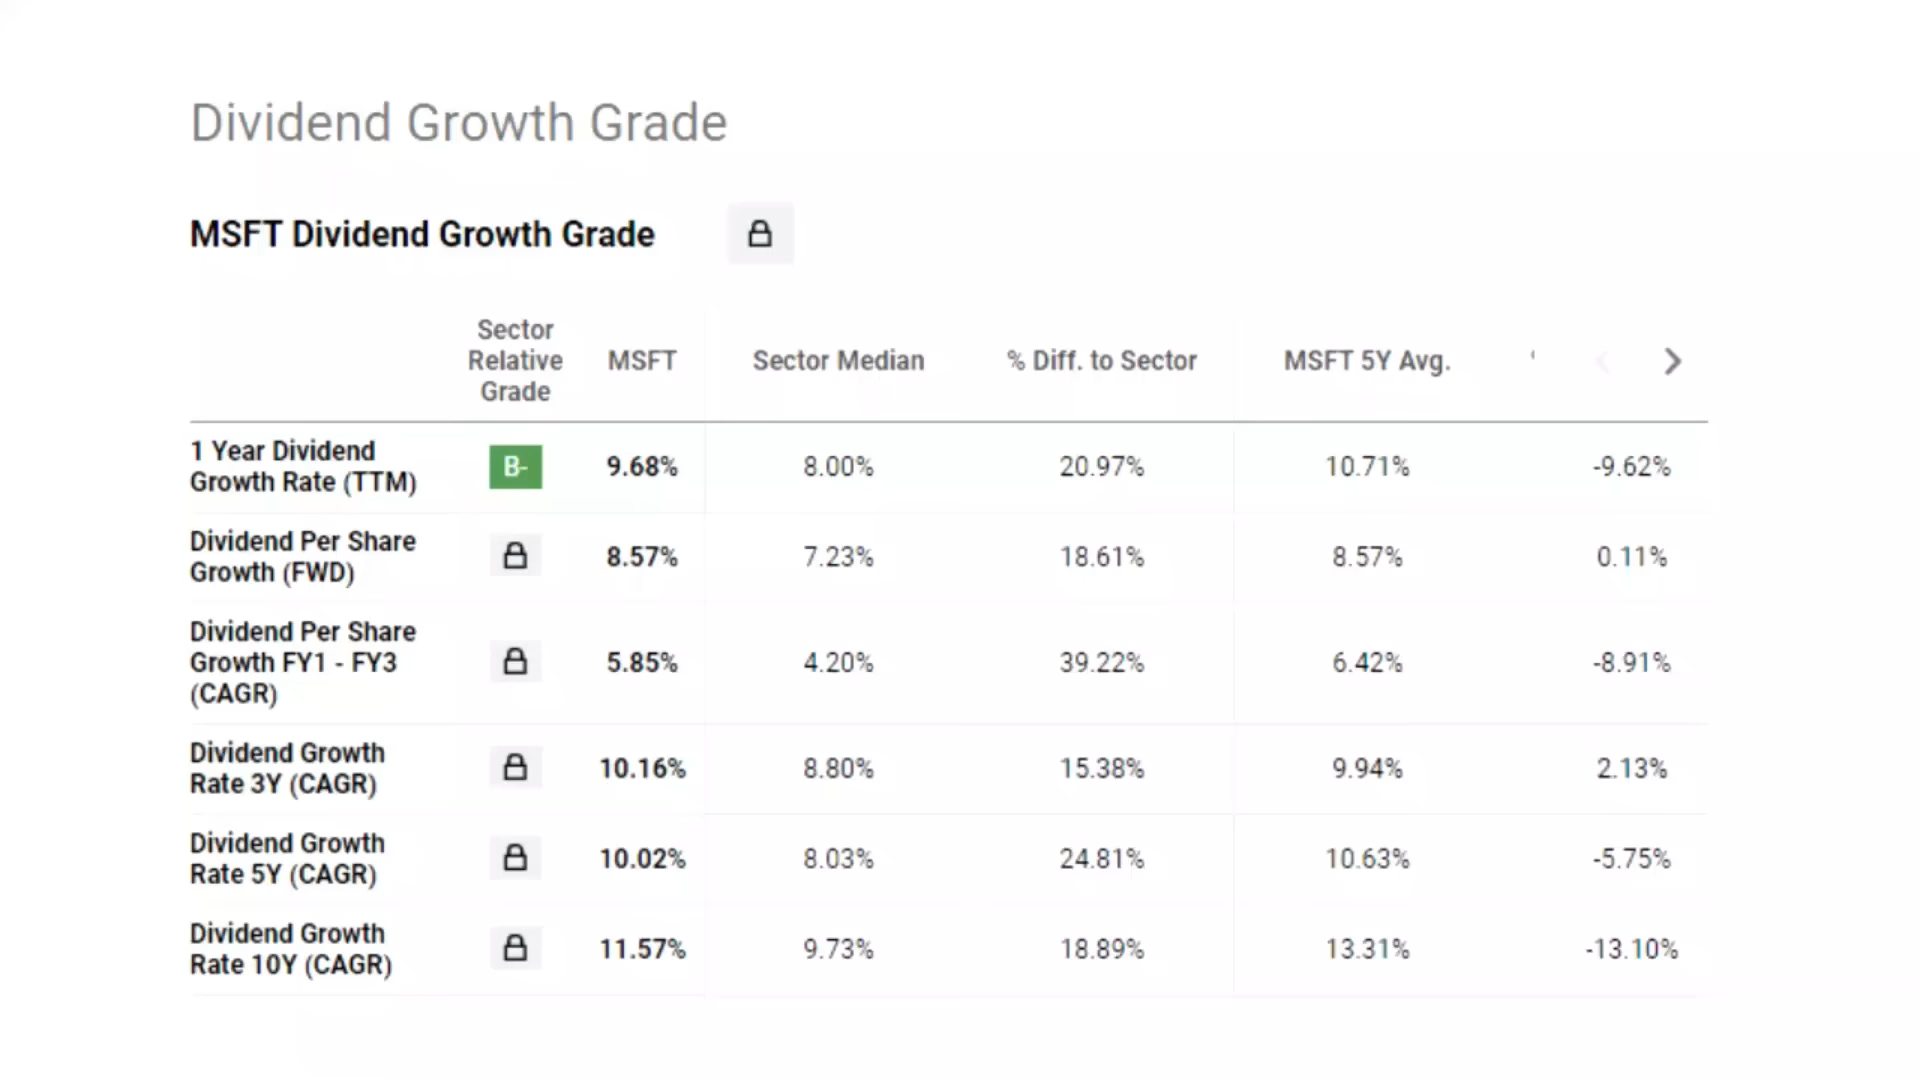 Dividend Growth Grade
MSFT Dividend Growth Grade
Sector
Relative
Grade
MSFT
Sector Median
% Diff. to Sector
MSFT 5Y Avg.
1 Year Dividend
Growth Rate (TTM)
B-
9.68%
8.00%
20.97%
10.71%
-9.62%
Dividend Per Share
Growth (FWD)
8.57%
7.23%
18.61%
8.57%
0.11%
Dividend Per Share
Growth FY1 - FY3
(CAGR)
5.85%
4.20%
39.22%
6.42%
-8.91%
Dividend Growth
Rate 3Y (CAGR)
10.16%
8.80%
15.38%
9.94%
2.13%
Dividend Growth
Rate 5Y (CAGR)
10.02%
8.03%
24.81%
10.63%
-5.75%
Dividend Growth
Rate 10Y (CAGR)
11.57%
9.73%
18.89%
13.31%
-13.10%